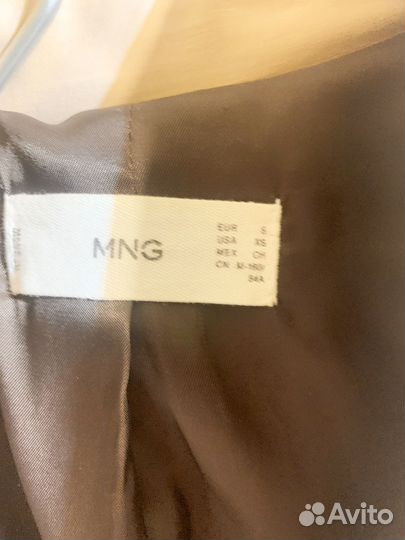 MNG
EUR S
USA XS
MEX CH
CN M-160/
84A
Avito